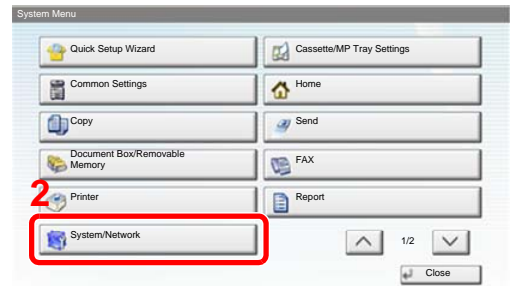 System Menu
Quick Setup Wizard
Cassette/MP Tray Settings
Common Settings
Home
Copy
Send
Document Box/Removable
Memory
FAX
2
Printer
Report
System/Network
1/2
Close